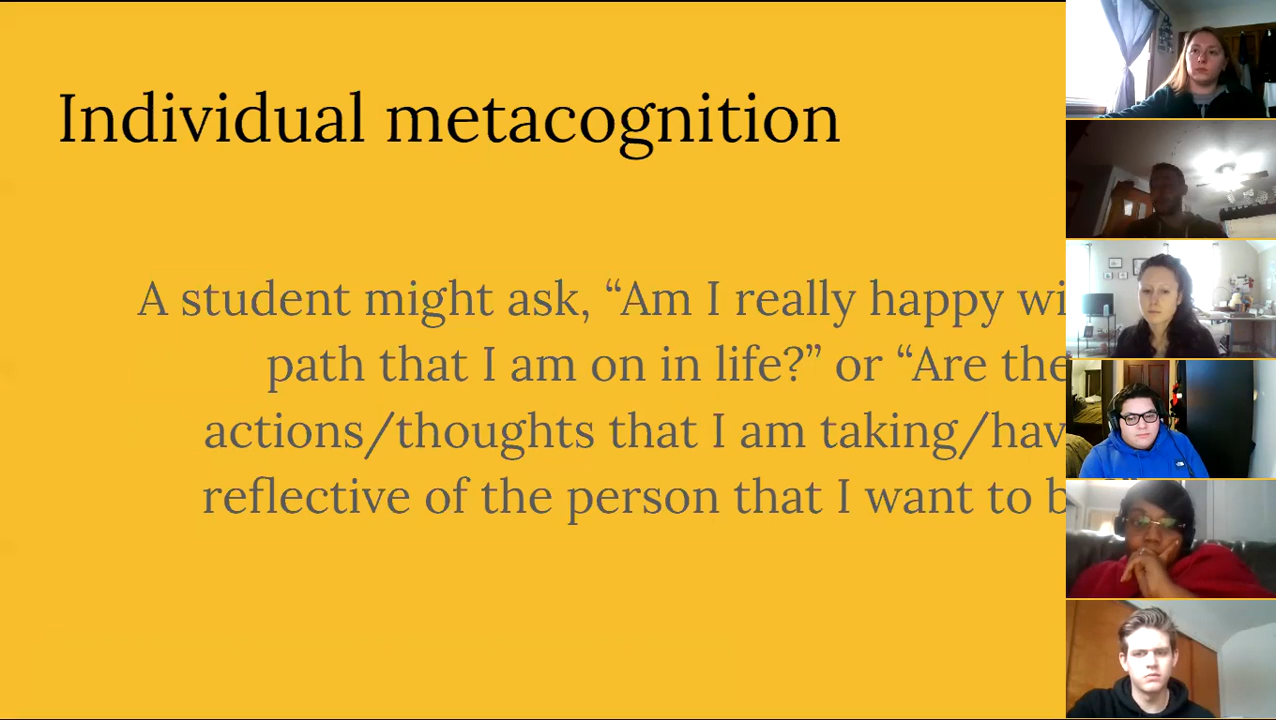 Individual metacognition
A student might ask, “Am I really happy wi
path that I am on in life?” or “Are the
actions/thoughts that I am taking/hav
reflective of the person that I want to b